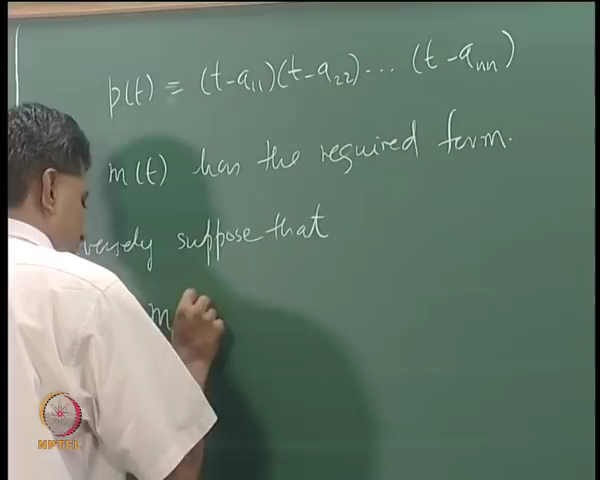 p(t) = (t-a₁₁)(t-a₂₂)... (t-aₙₙ)
m(t) has the required form.
suppose that
m
NPTEL